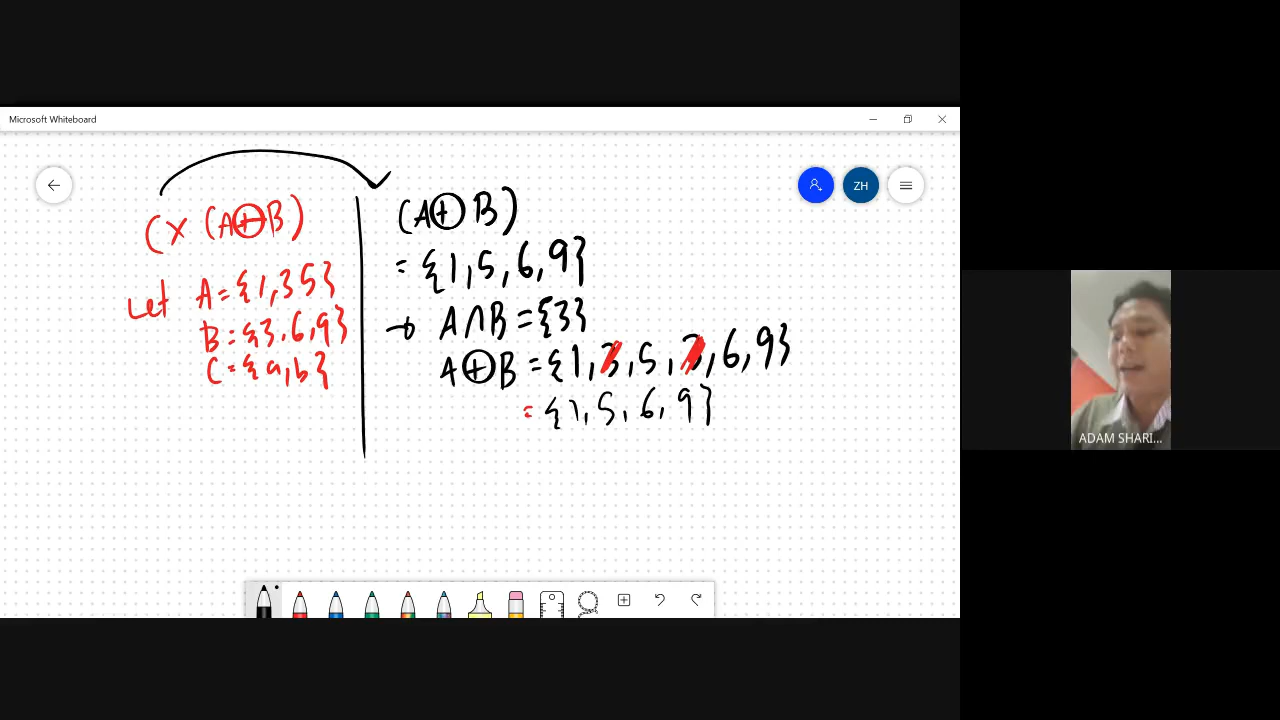 Microsoft Whiteboard
ZH
C × (A⊕B)
Let A = {1,3 5}
B = {3,6,9}
C = {a,b}
(A⊕B)
= {1,5,6,9}
→ A∩B = {3}
A⊕B = {1,3,5,3,6,9}
= {1,5,6,9}
ADAM SHARI...